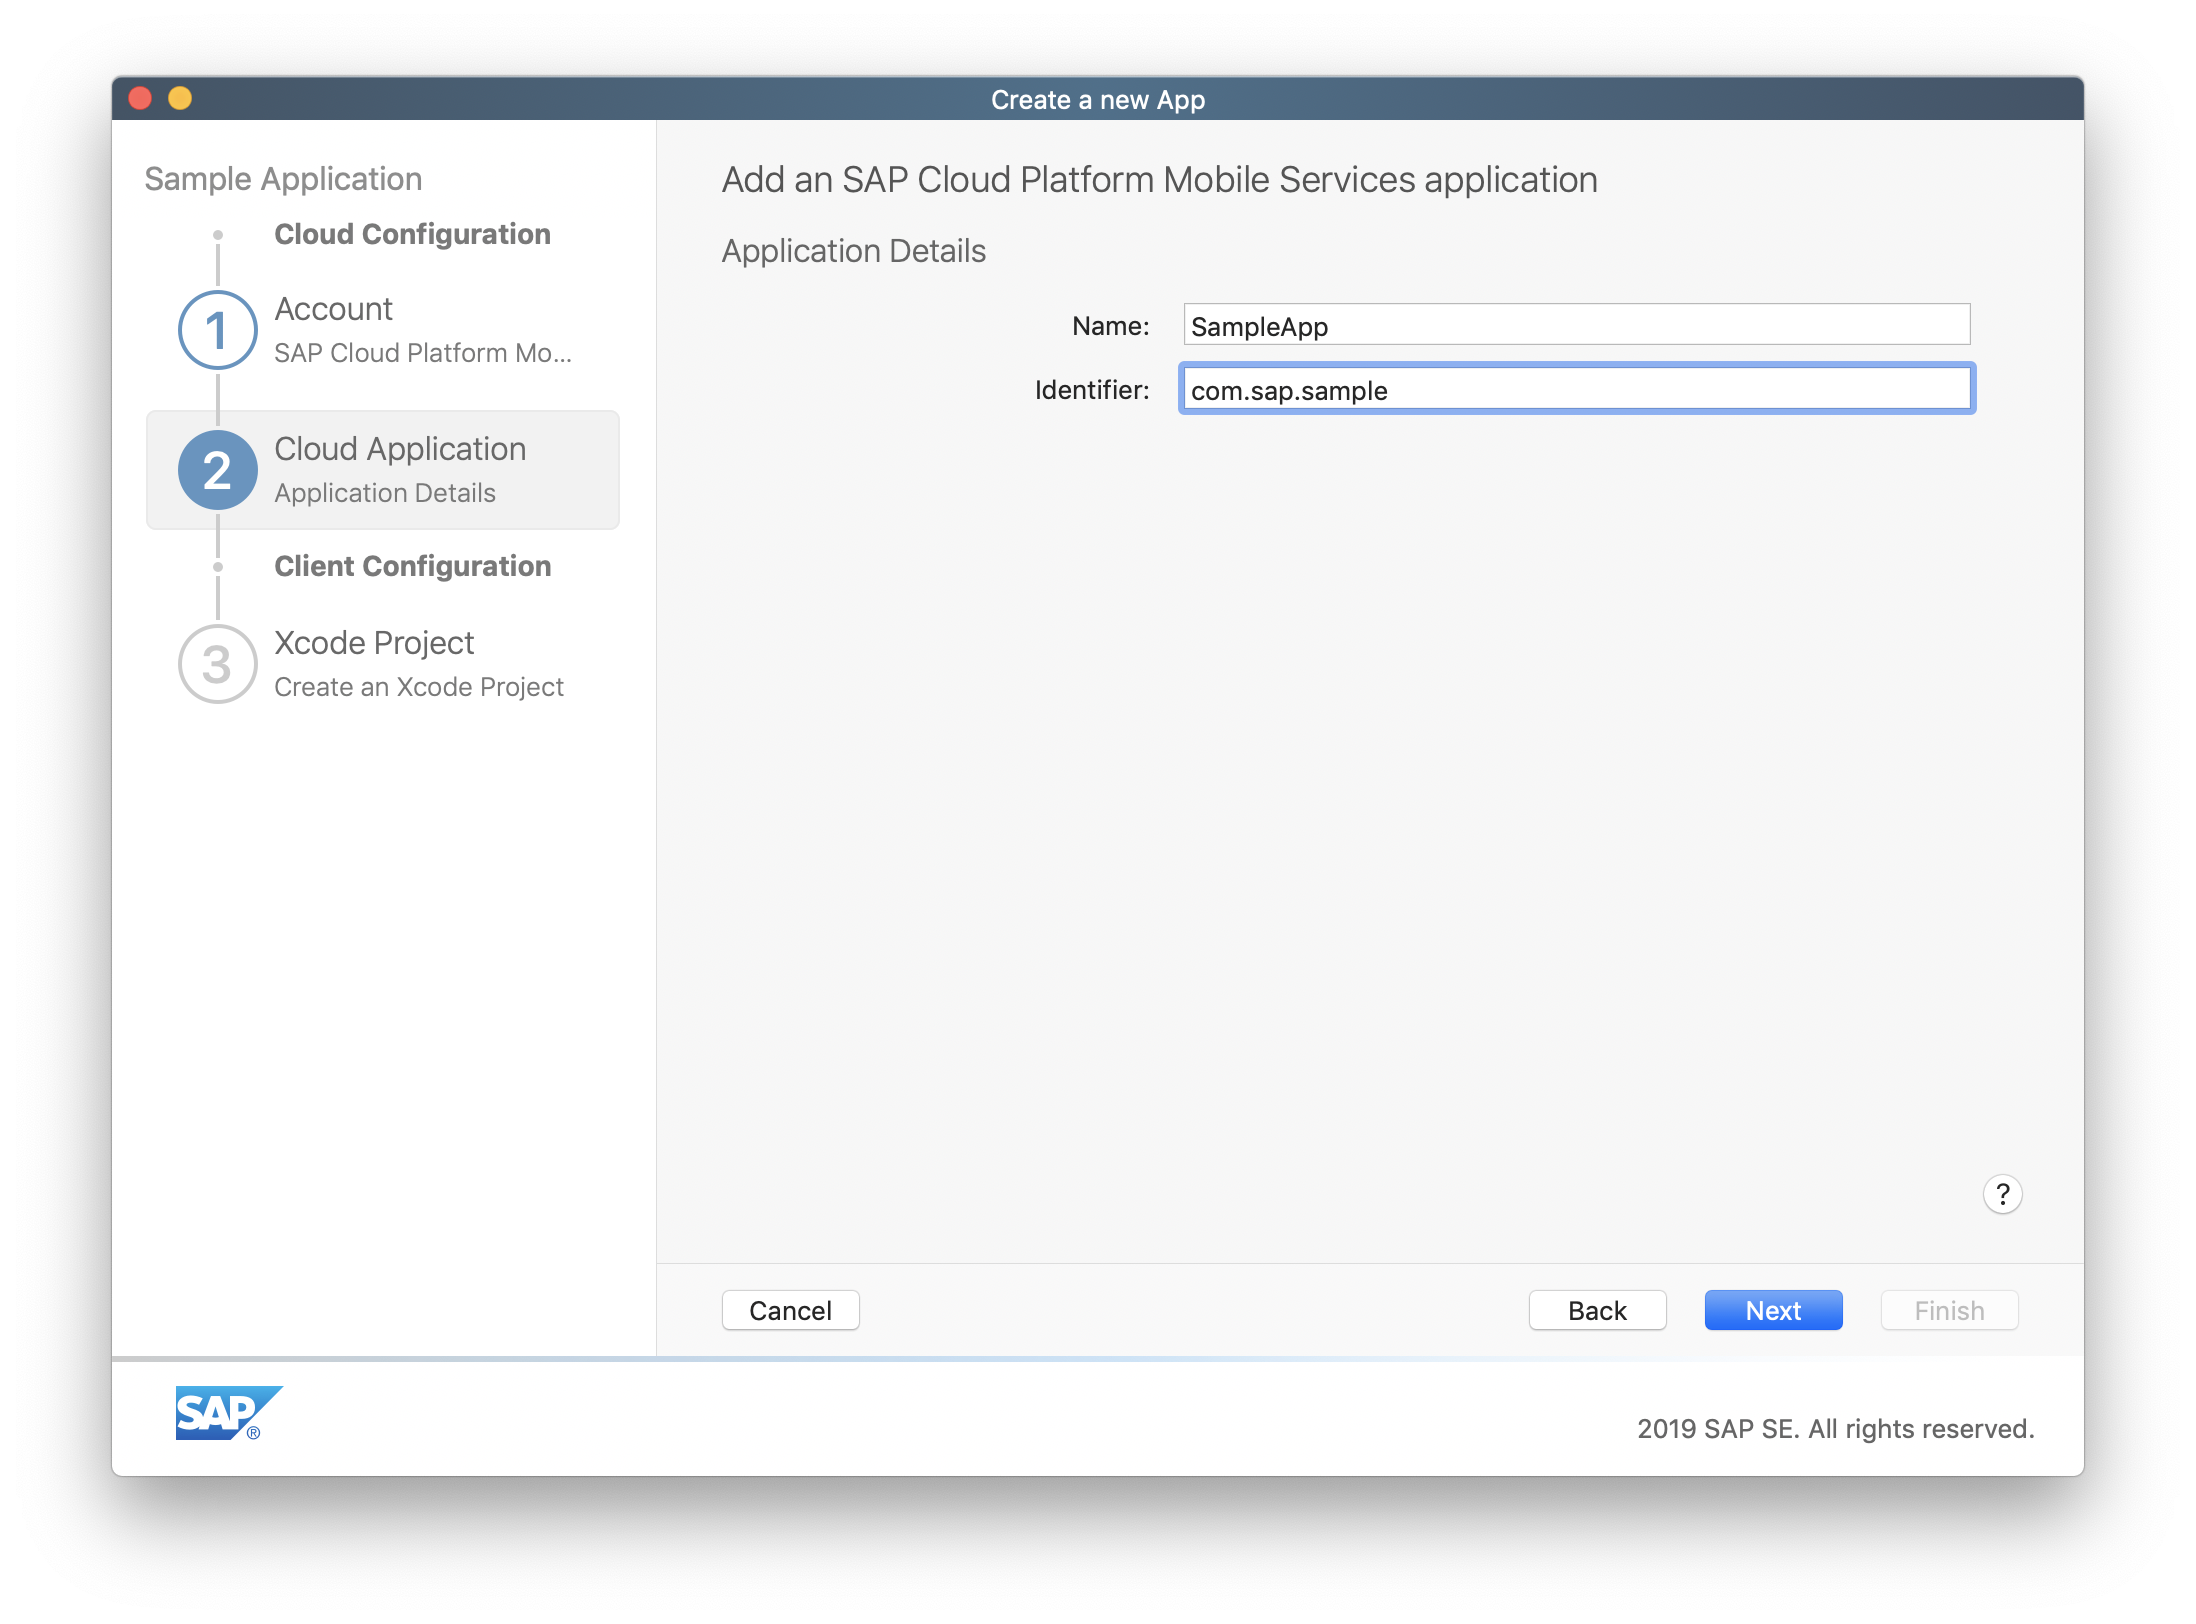 Create a new App
Sample Application
Cloud Configuration
1
Account
SAP Cloud Platform Mo...
2
Cloud Application
Application Details
Client Configuration
3
Xcode Project
Create an Xcode Project
Add an SAP Cloud Platform Mobile Services application
Application Details
Name: SampleApp
Identifier: com.sap.sample
?
Cancel Back Next Finish
SAP®
2019 SAP SE. All rights reserved.